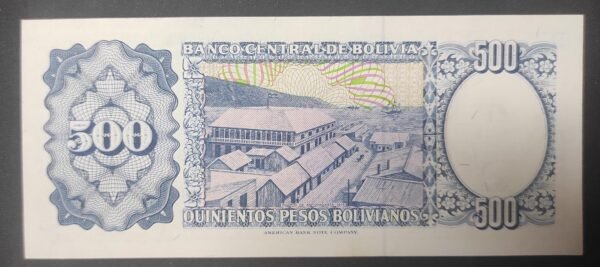 BANCO CENTRAL DE BOLIVIA
500
500
QUINIENTOS PESOS BOLIVIANOS
500
AMERICAN BANK NOTE COMPANY